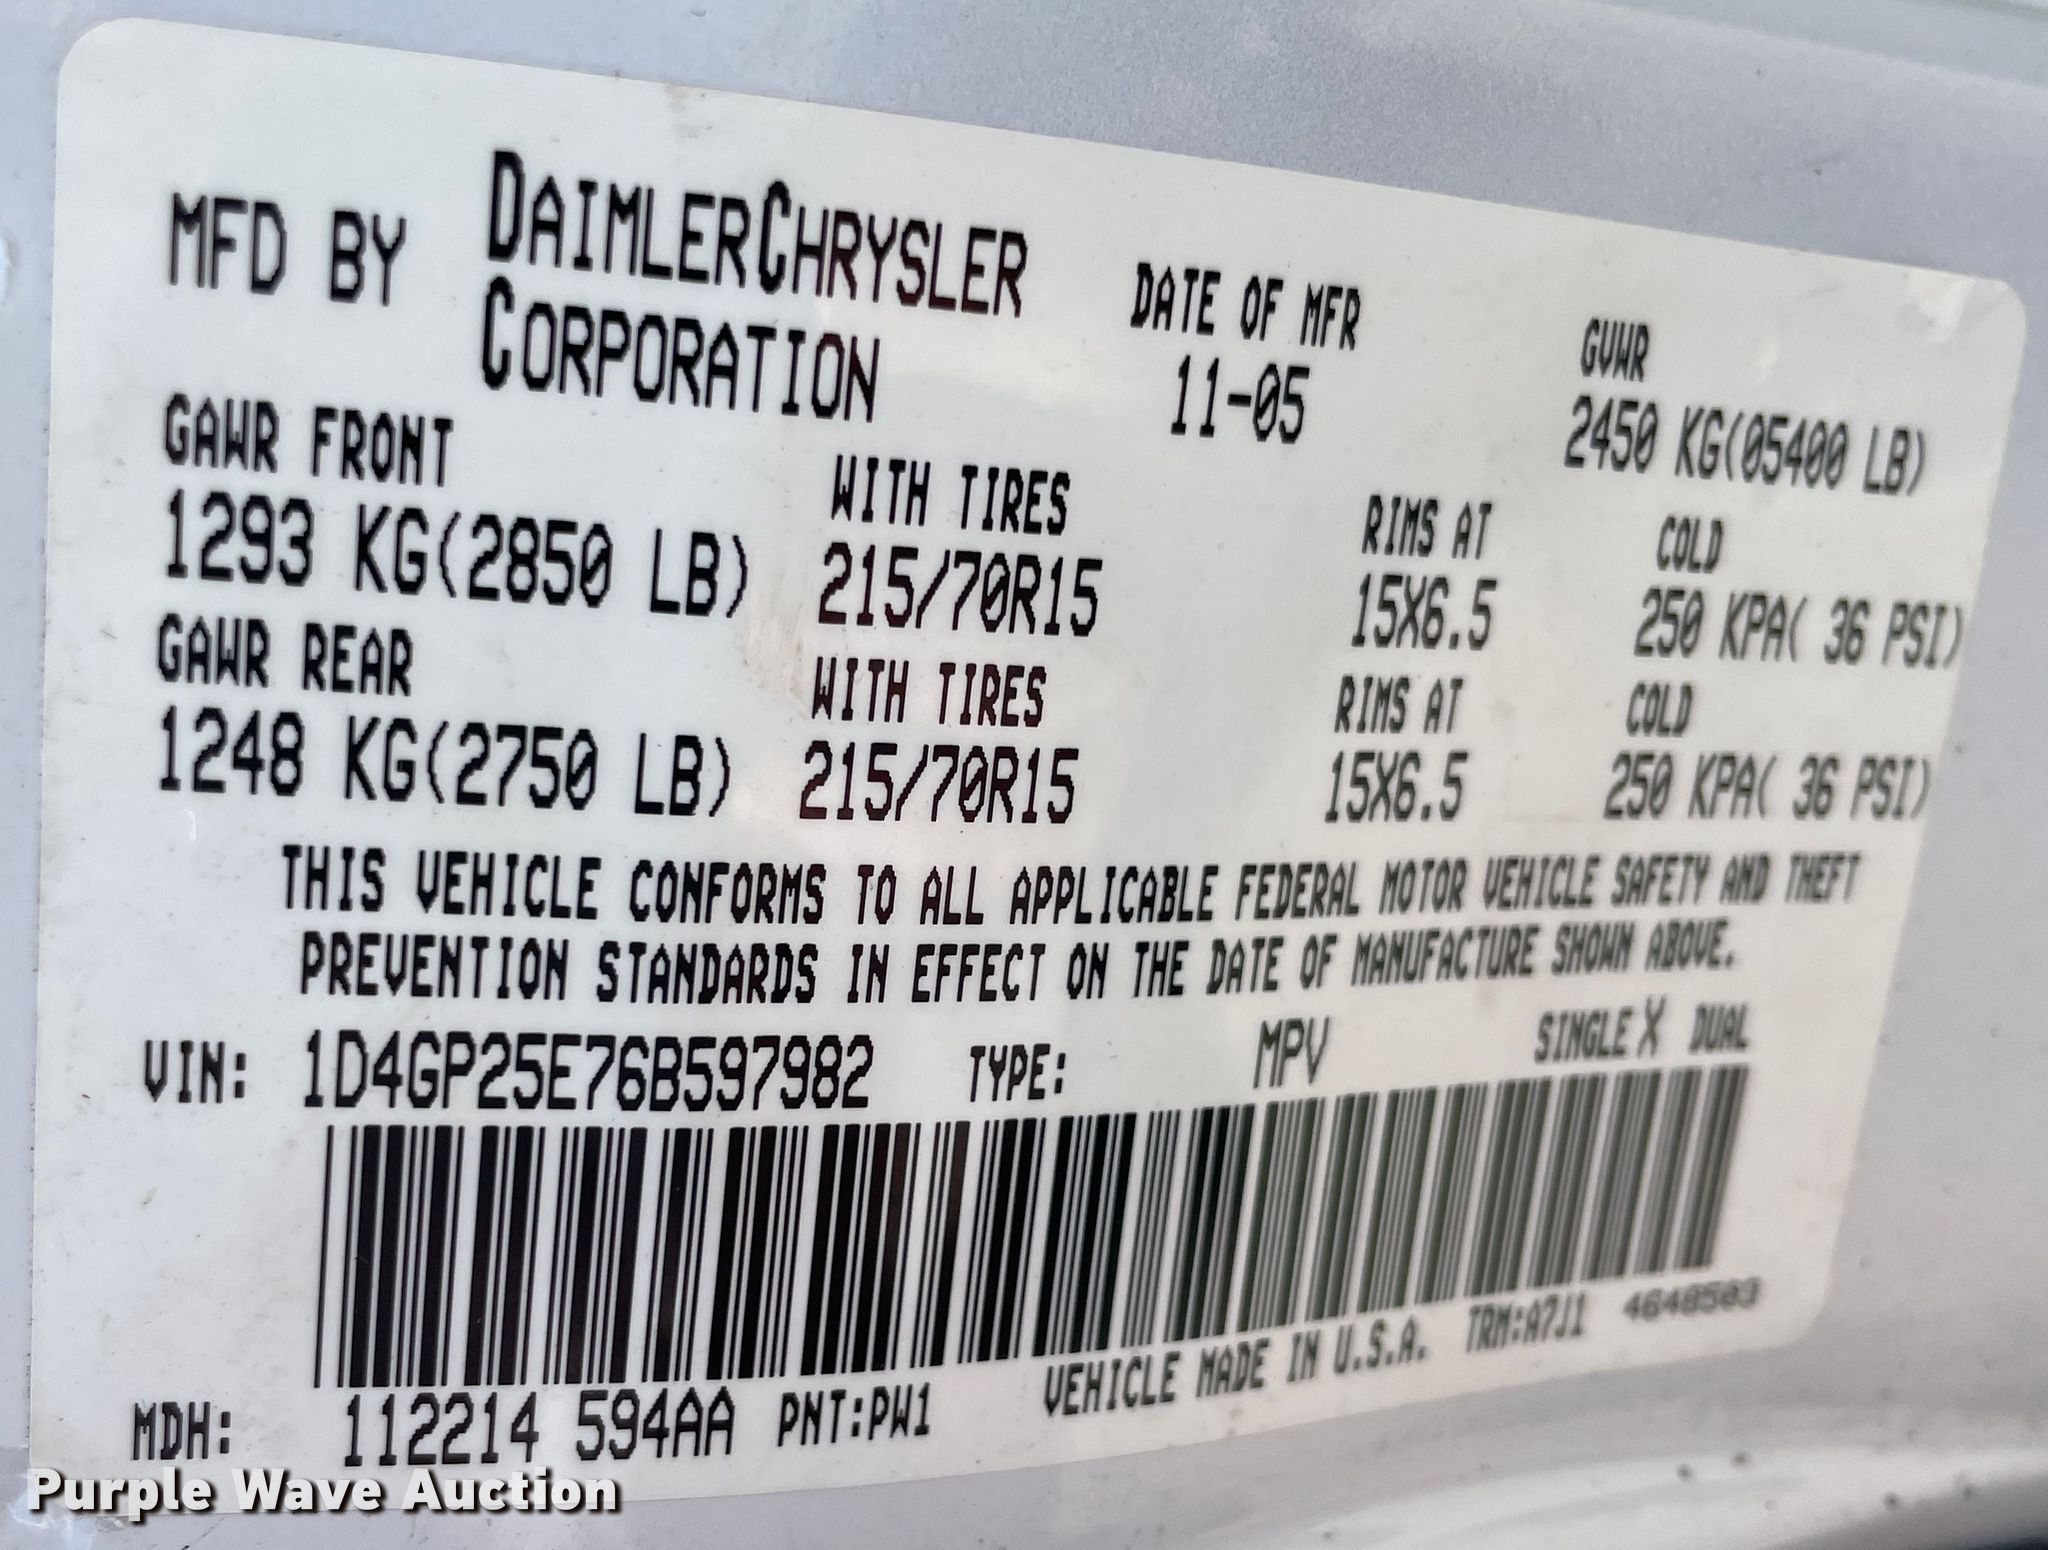 MFD BY DAIMLERCHRYSLER CORPORATION
DATE OF MFR
11-05
GVWR
2450 KG(05400 LB)
GAWR FRONT WITH TIRES RIMS AT COLD
1293 KG(2850 LB) 215/70R15 15X6.5 250 KPA( 36 PSI)
GAWR REAR WITH TIRES RIMS AT COLD
1248 KG(2750 LB) 215/70R15 15X6.5 250 KPA( 36 PSI)
THIS VEHICLE CONFORMS TO ALL APPLICABLE FEDERAL MOTOR VEHICLE SAFETY AND THEFT
PREVENTION STANDARDS IN EFFECT ON THE DATE OF MANUFACTURE SHOWN ABOVE.
VIN: 1D4GP25E76B597982 TYPE: MPV SINGLE X DUAL
MDH: 112214 594AA PNT:PW1 VEHICLE MADE IN U.S.A. TRM:A7J1 4648503
Purple Wave Auction